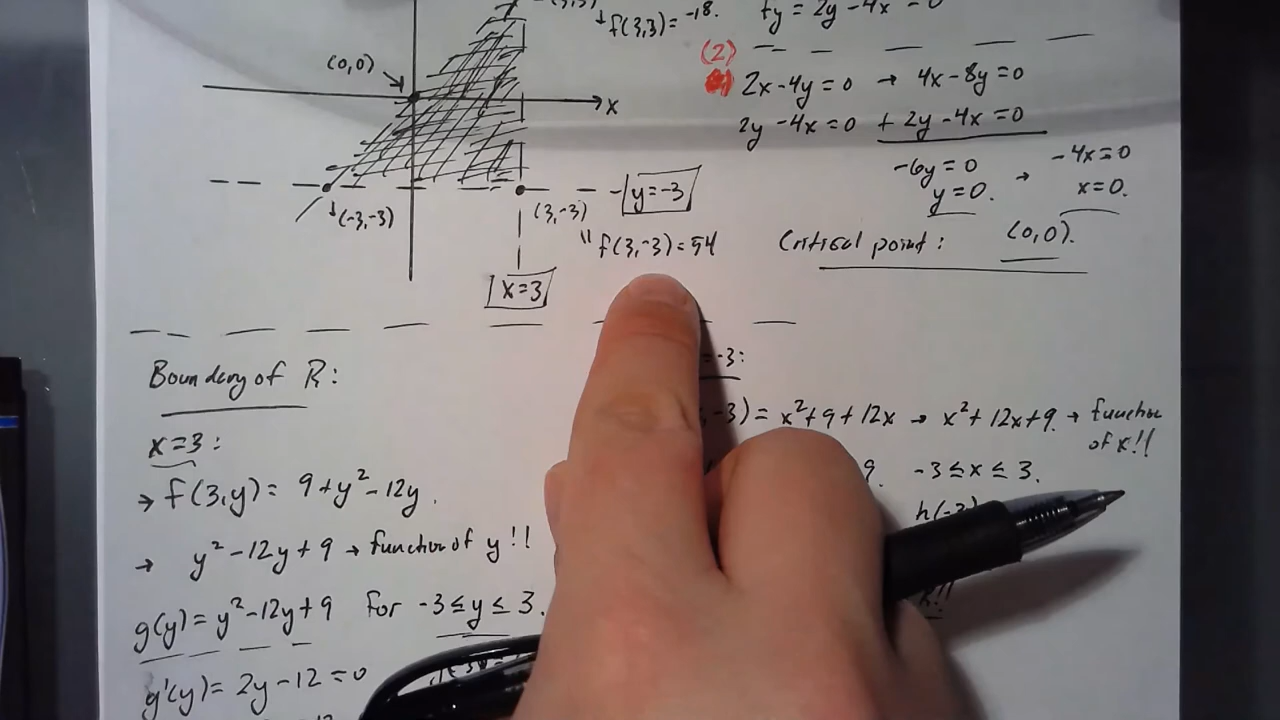 f(3,3) = -18.
fy = 2y - 4x = 0
(0,0)
x
(2)
2x - 4y = 0 → 4x - 8y = 0
2y - 4x = 0 + 2y - 4x = 0
-6y = 0 → -4x = 0
y = 0. x = 0.
(-3,-3)
(3,-3)
y = -3
f(3,-3) = 54
x = 3
Critical point: (0,0).
Boundary of R:
x = 3:
→ f(3,y) = 9 + y² - 12y.
→ y² - 12y + 9 → function of y!!
g(y) = y² - 12y + 9 for -3 ≤ y ≤ 3.
g'(y) = 2y - 12 = 0
= -3:
-3) = x² + 9 + 12x → x² + 12x + 9. → function
of x!!
9. -3 ≤ x ≤ 3.